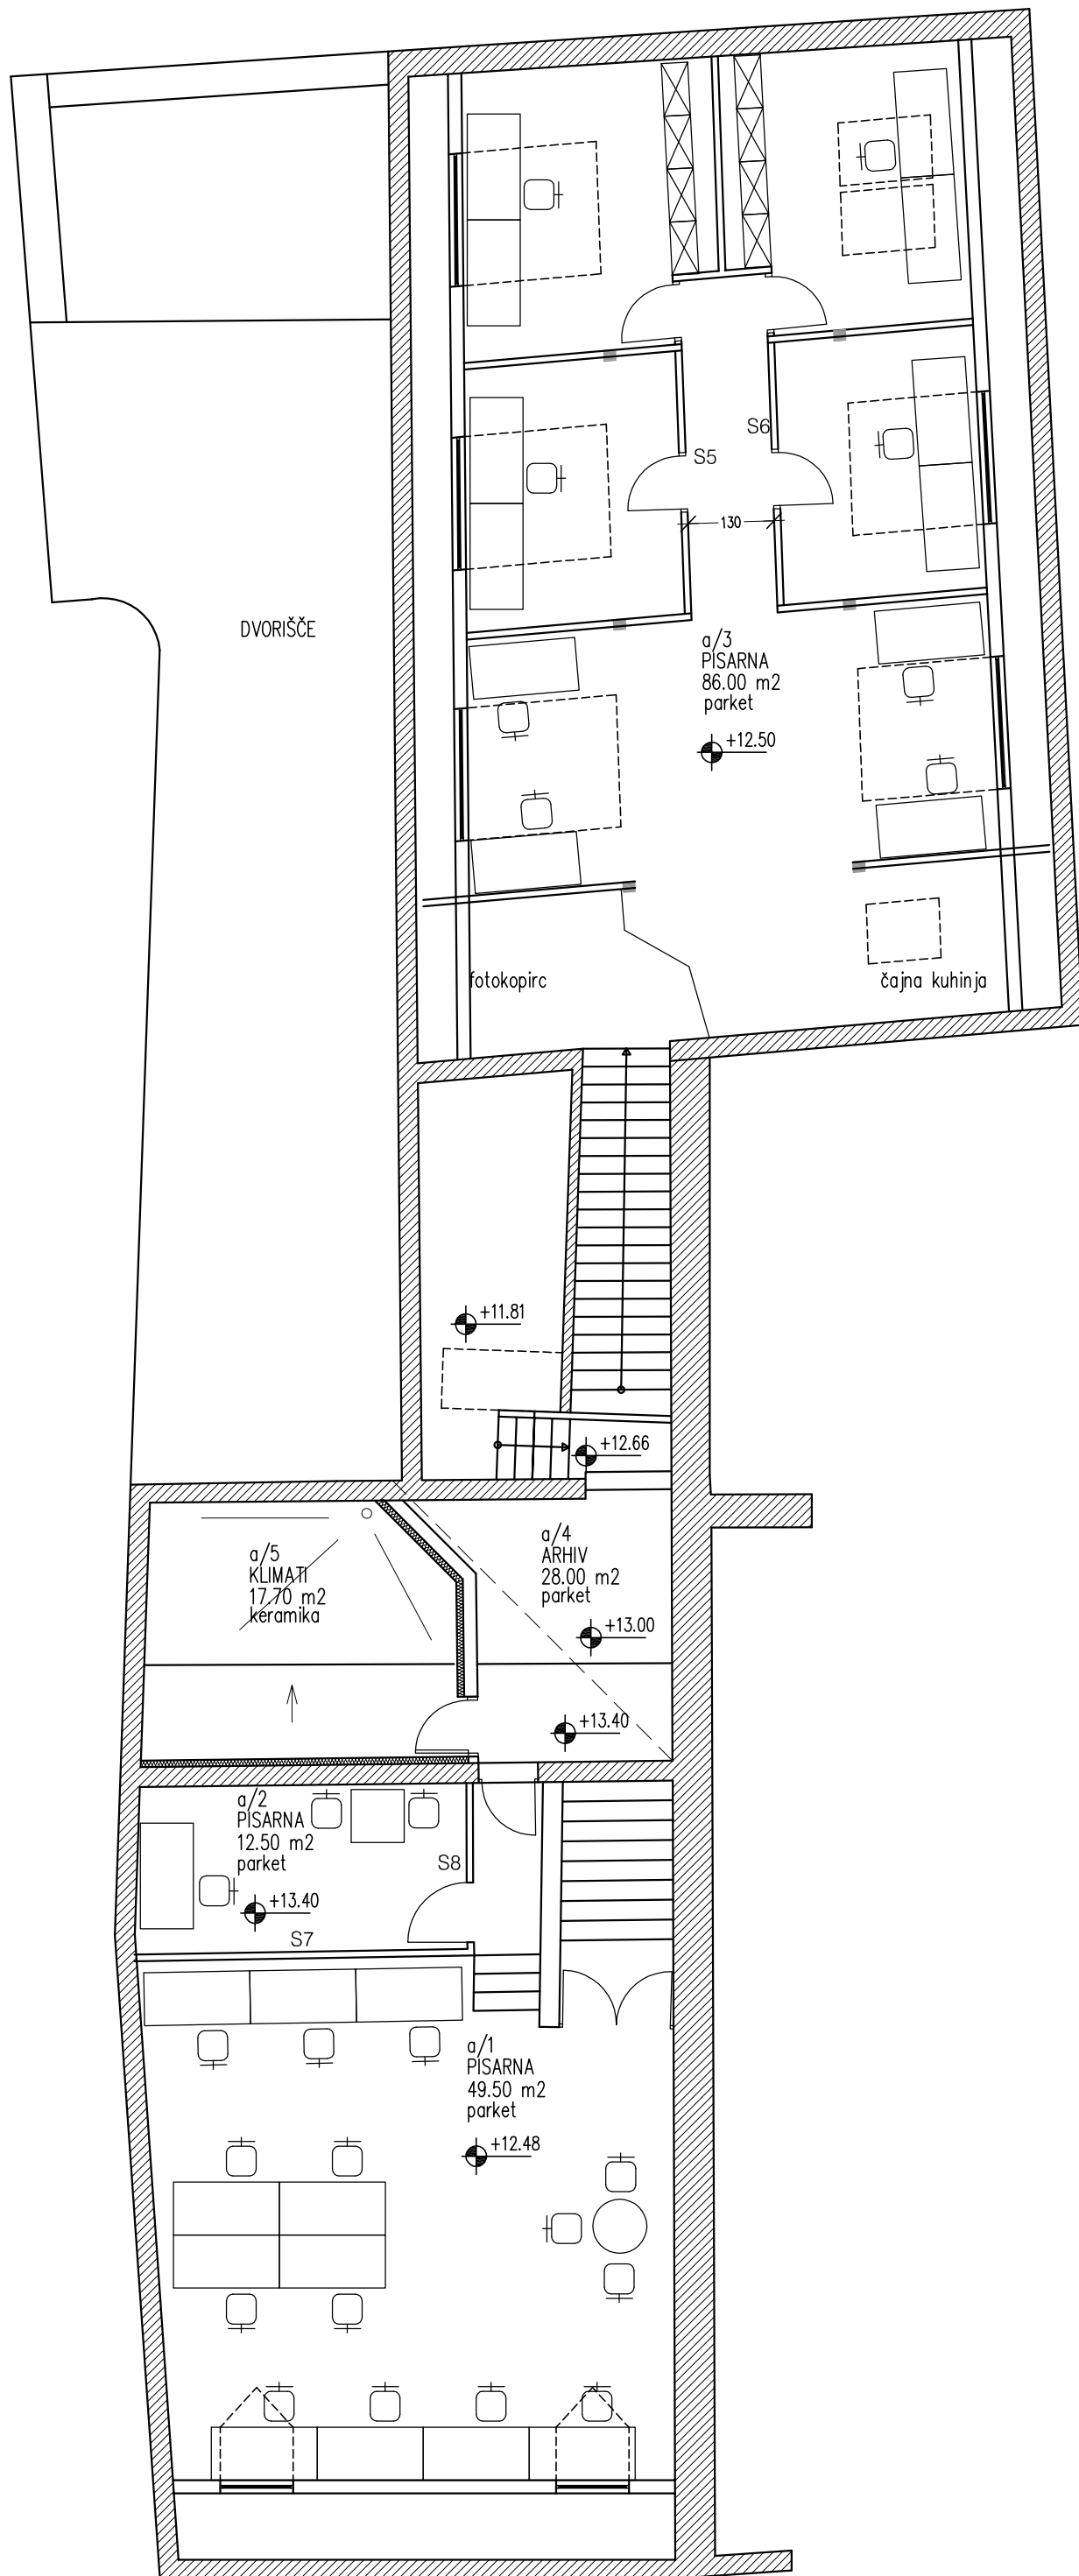 S6
S5
130
DVORIŠČE
a/3
PISARNA
86.00 m2
parket
+12.50
fotokopirc
čajna kuhinja
+11.81
+12.66
a/4
ARHIV
28.00 m2
parket
+13.00
a/5
KLIMATI
17.70 m2
keramika
+13.40
a/2
PISARNA
12.50 m2
parket
S8
+13.40
S7
a/1
PISARNA
49.50 m2
parket
+12.48